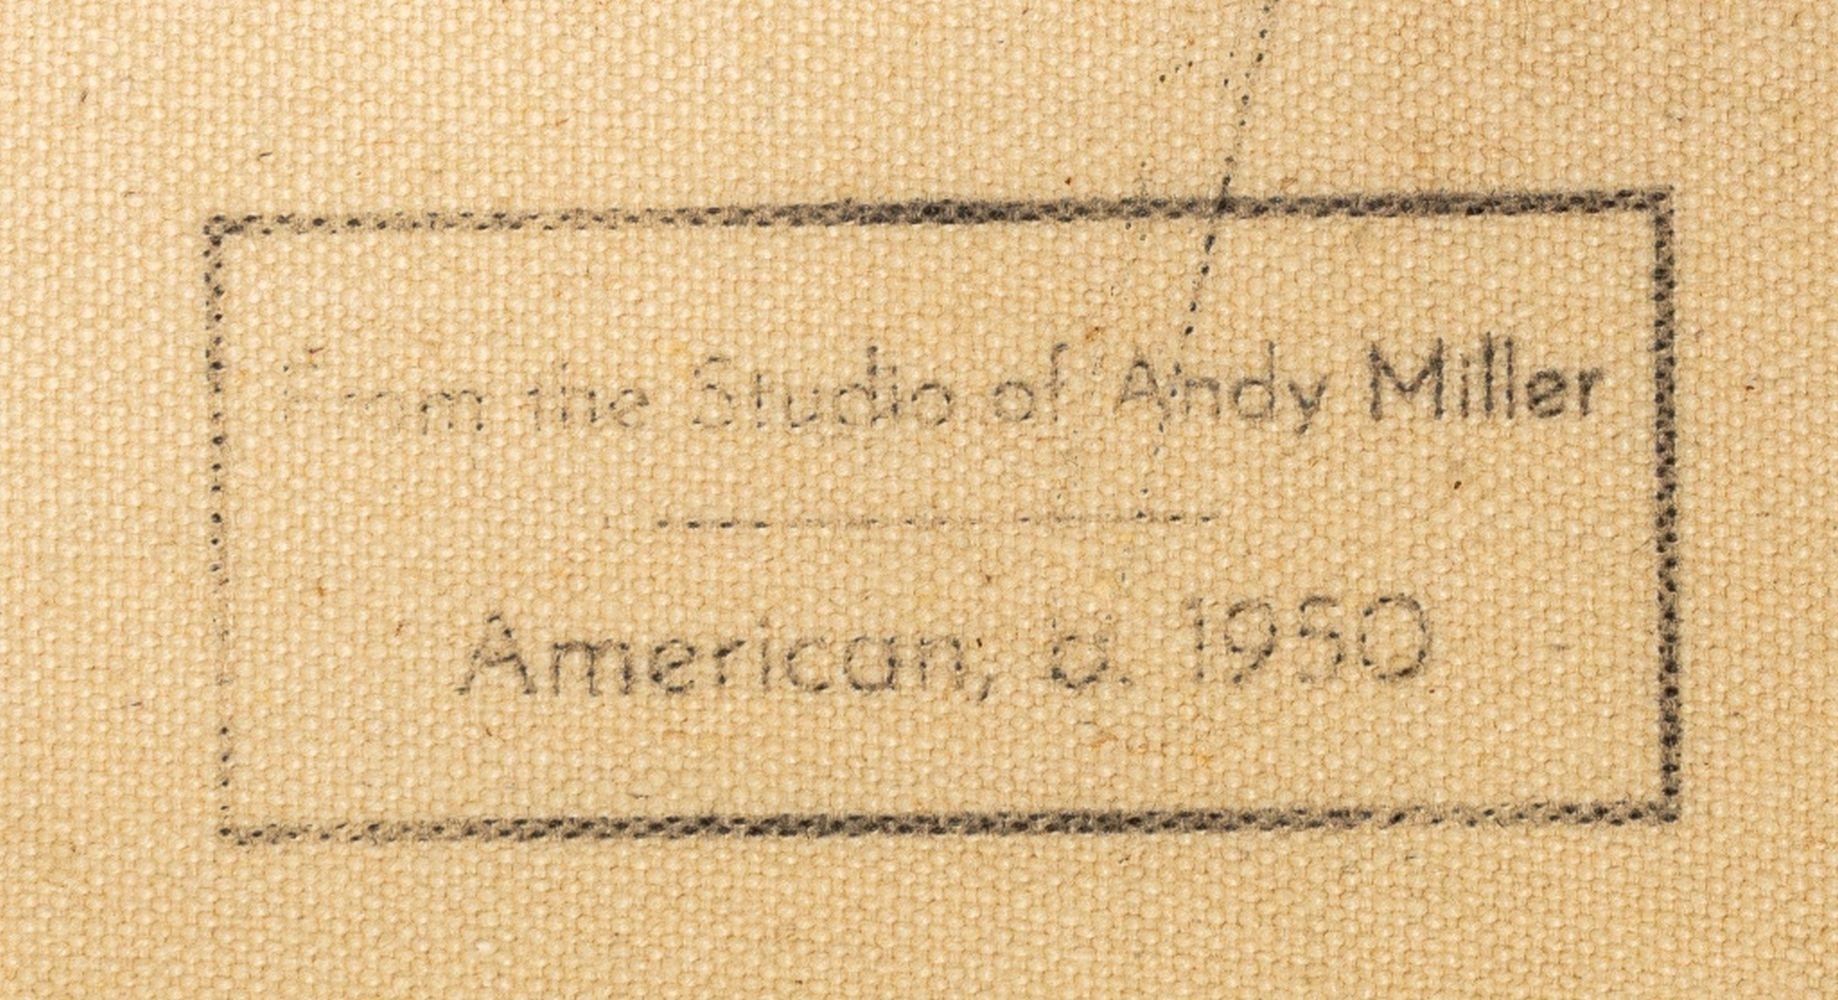 From the Studio of Andy Miller
American, b. 1950